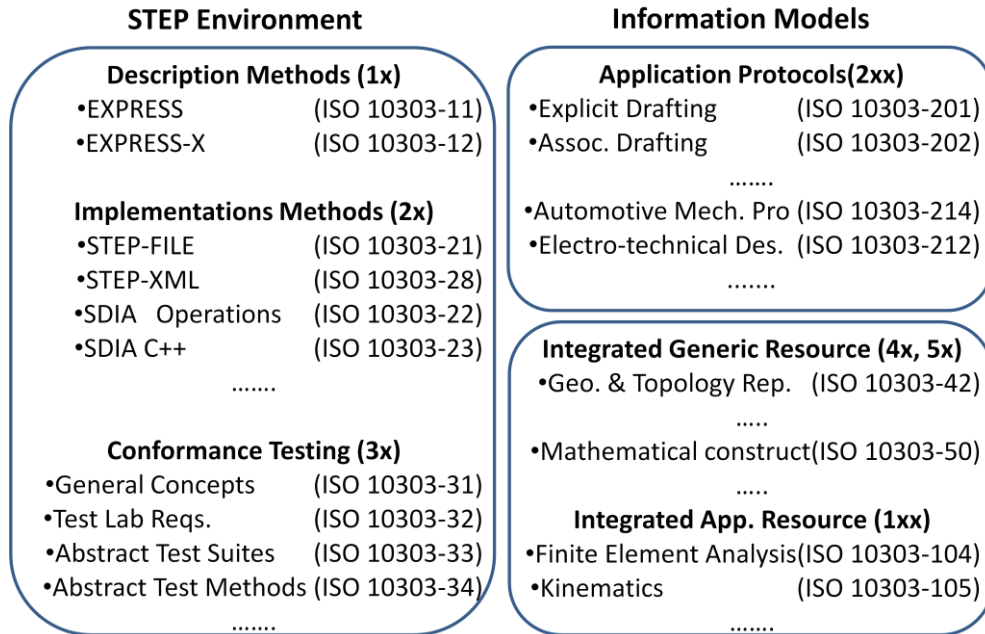 STEP Environment
Description Methods (1x)
•EXPRESS (ISO 10303-11)
•EXPRESS-X (ISO 10303-12)
Implementations Methods (2x)
•STEP-FILE (ISO 10303-21)
•STEP-XML (ISO 10303-28)
•SDIA Operations (ISO 10303-22)
•SDIA C++ (ISO 10303-23)
.......
Conformance Testing (3x)
•General Concepts (ISO 10303-31)
•Test Lab Reqs. (ISO 10303-32)
•Abstract Test Suites (ISO 10303-33)
•Abstract Test Methods (ISO 10303-34)
.......
Information Models
Application Protocols(2xx)
•Explicit Drafting (ISO 10303-201)
•Assoc. Drafting (ISO 10303-202)
.......
•Automotive Mech. Pro (ISO 10303-214)
•Electro-technical Des. (ISO 10303-212)
.......
Integrated Generic Resource (4x, 5x)
•Geo. & Topology Rep. (ISO 10303-42)
.....
•Mathematical construct(ISO 10303-50)
.....
Integrated App. Resource (1xx)
•Finite Element Analysis(ISO 10303-104)
•Kinematics (ISO 10303-105)
.......